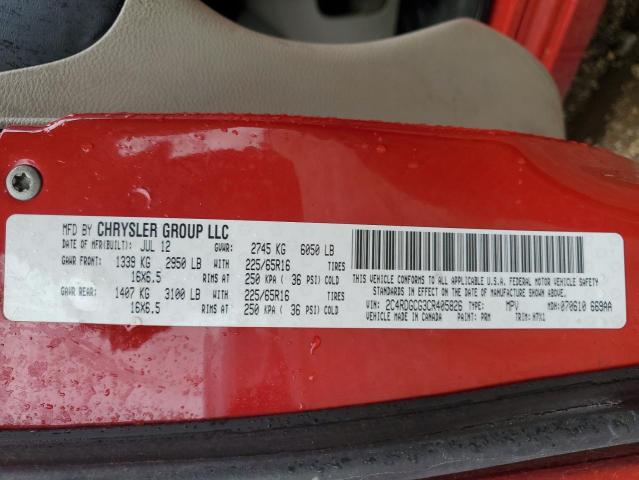 MFD BY CHRYSLER GROUP LLC
DATE OF MFR(BUILT): JUL 12 GVWR: 2745 KG 6050 LB
GAWR FRONT: 1339 KG 2950 LB WITH 225/65R16 TIRES
16X6.5 RIMS AT 250 KPA ( 36 PSI) COLD
GAWR REAR: 1407 KG 3100 LB WITH 225/65R16 TIRES
16X6.5 RIMS AT 250 KPA ( 36 PSI) COLD
THIS VEHICLE CONFORMS TO ALL APPLICABLE U.S.A. FEDERAL MOTOR VEHICLE SAFETY
STANDARDS IN EFFECT ON THE DATE OF MANUFACTURE SHOWN ABOVE.
VIN: 2C4RDGCG3CR405826 TYPE: MPV MDH: 070610 669AA
VEHICLE MADE IN CANADA PAINT: PRM TRIM: H7X1